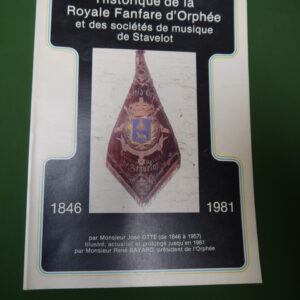 Historique de la
Royale Fanfare d'Orphée
et des sociétés de musique
de Stavelot
Stavelot
1846
1981
par Monsieur José OTTE (de 1846 à 1957)
Illustré, actualisé et prolongé jusqu'en 1981
par Monsieur René BAYARD, président de l'Orphée